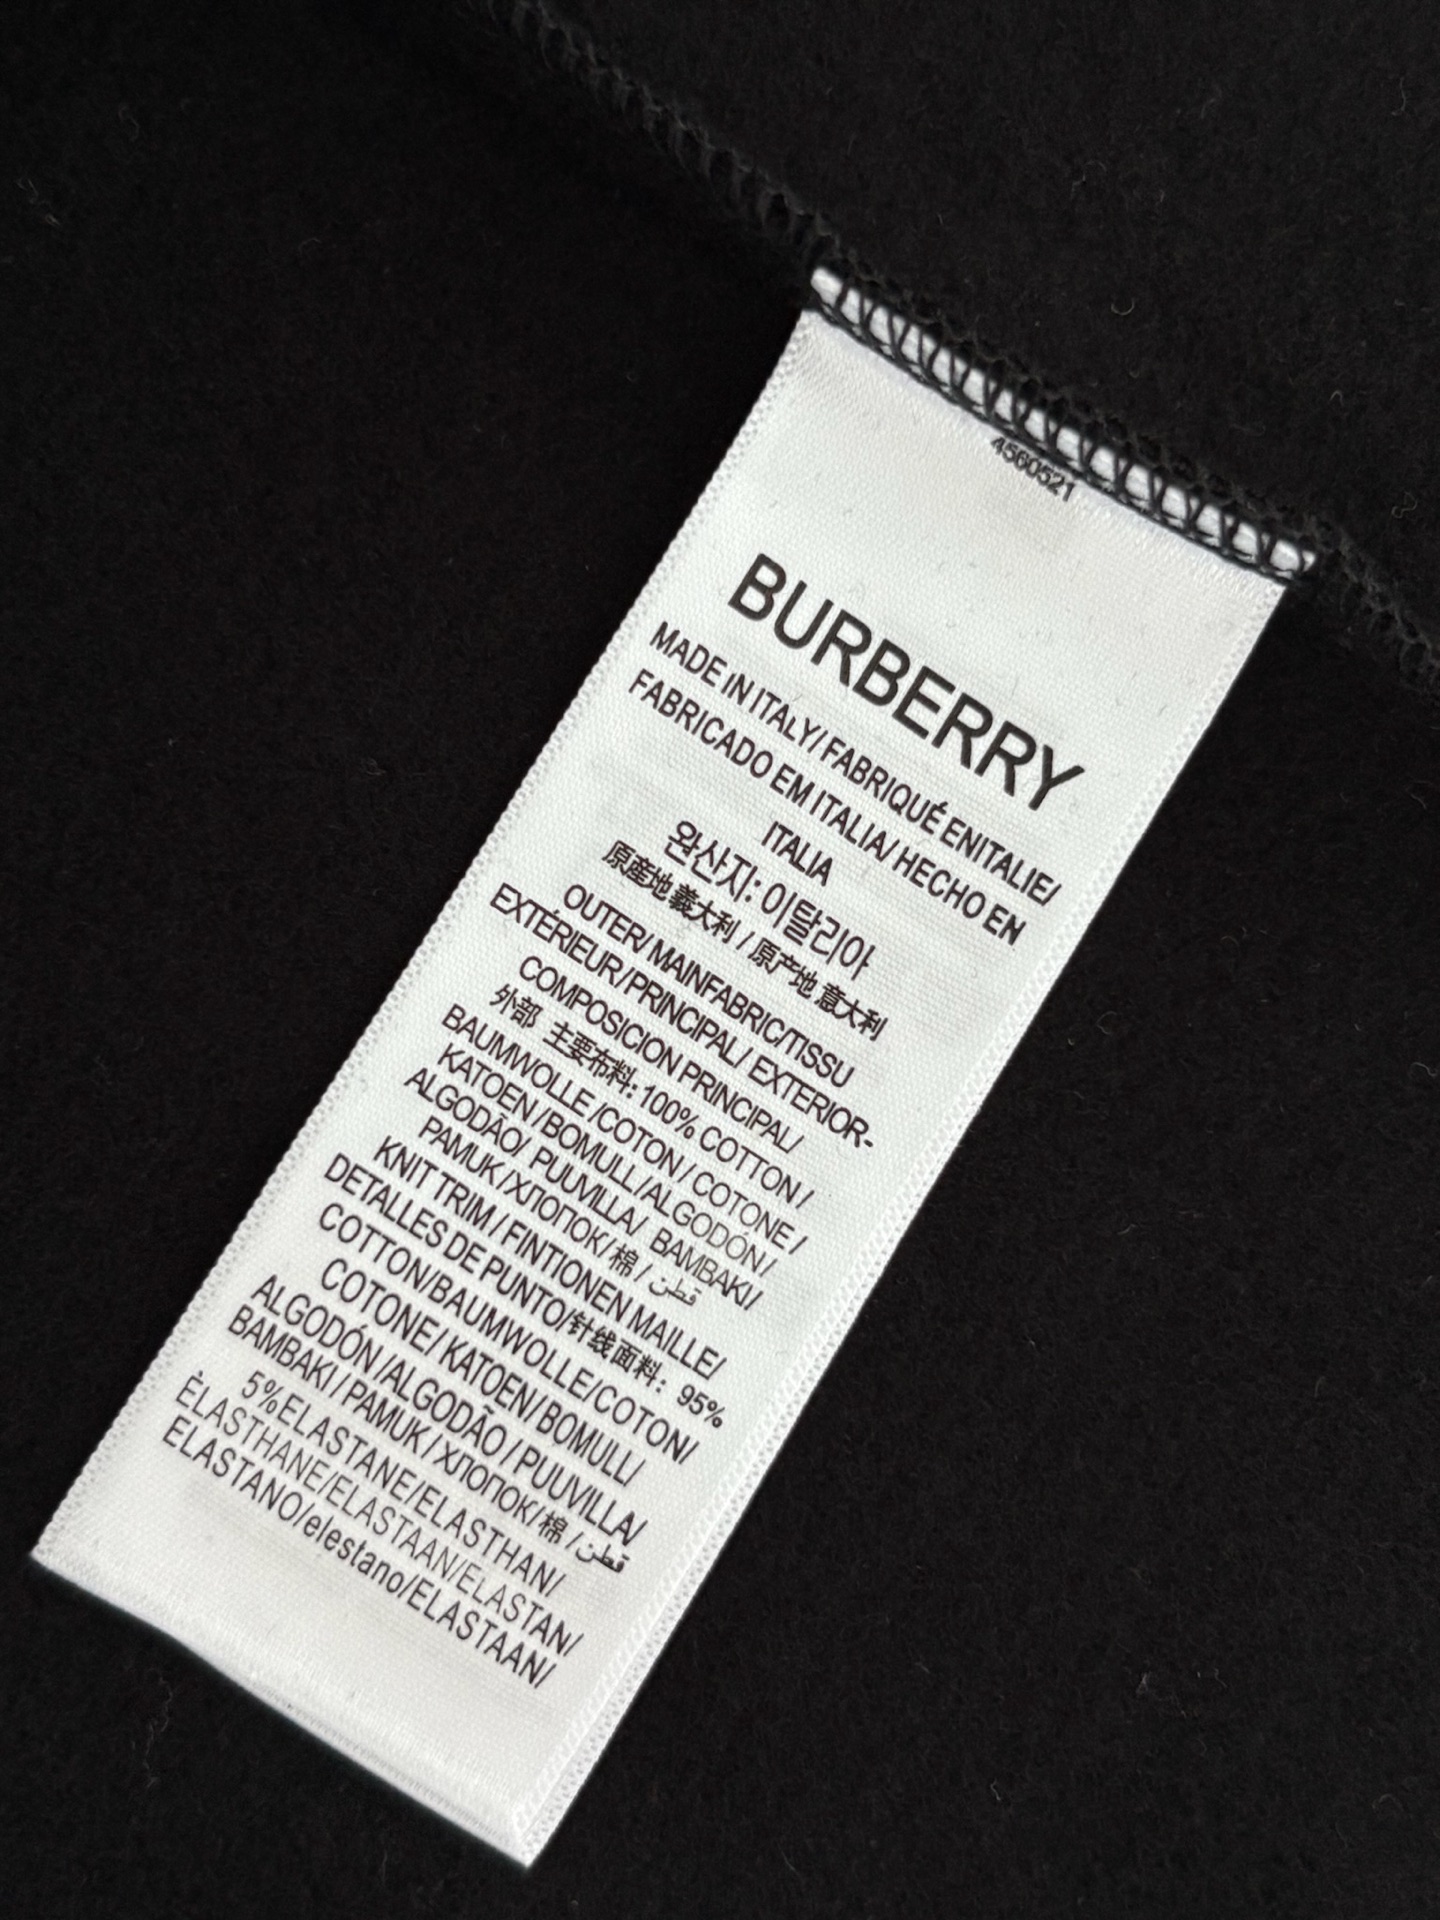 4560521
BURBERRY
MADE IN ITALY/FABRIQUÉ ENITALIE/
FABRICADO EM ITALIA/ HECHO EN
ITALIA
완산지: 이탈리아
原産地 義大利 / 原产地 意大利
OUTER/ MAINFABRIC/TISSU
EXTÉRIEUR/PRINCIPAL/ EXTERIOR-
COMPOSICION PRINCIPAL/
外部 主要布料: 100% COTTON /
BAUMWOLLE /COTON / COTONE /
KATOEN / BOMULL/ALGODÓN /
ALGODÃO/ PUUVILLA/ BAMBAKI/
PAMUK / ХЛОПОК/ 棉 / قطن
KNIT TRIM / FINTIONEN MAILLE/
DETALLES DE PUNTO/针线面料: 95%
COTTON/BAUMWOLLE/COTON/
COTONE/ KATOEN/ BOMULL/
ALGODÓN /ALGODÃO / PUUVILLA/
BAMBAKI / PAMUK / ХЛОПОК/ 棉 / قطن
5% ELASTANE/ELASTHAN/
ÉLASTHANE/ELASTAAN/ELASTAN/
ELASTANO/elestano/ELASTAAN/